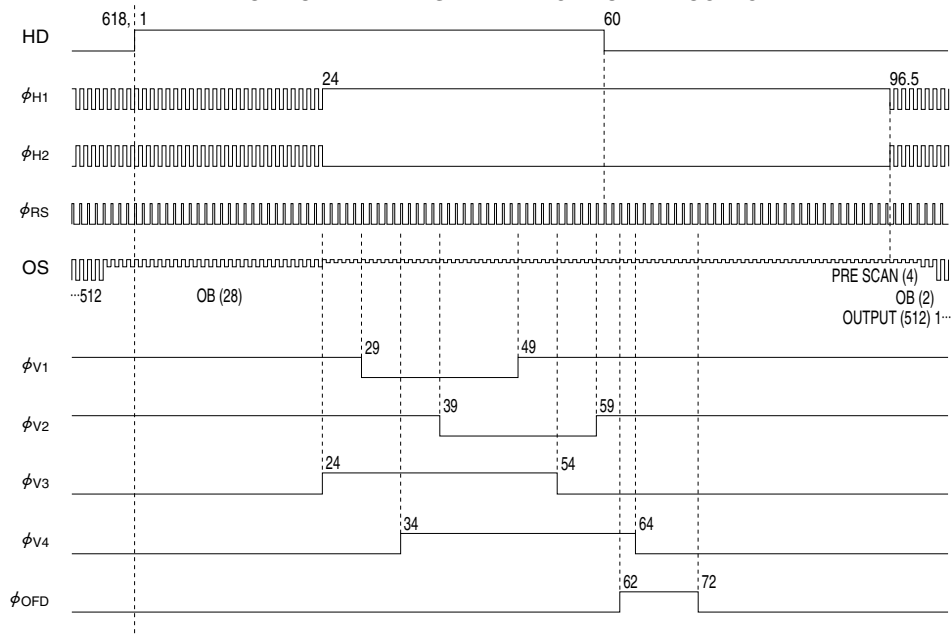 618, 1 60
HD
24 96.5
ϕH1
ϕH2
ϕRS
OS
PRE SCAN (4)
···512 OB (28) OB (2)
OUTPUT (512) 1···
29 49
ϕV1
39 59
ϕV2
24 54
ϕV3
34 64
ϕV4
62 72
ϕOFD